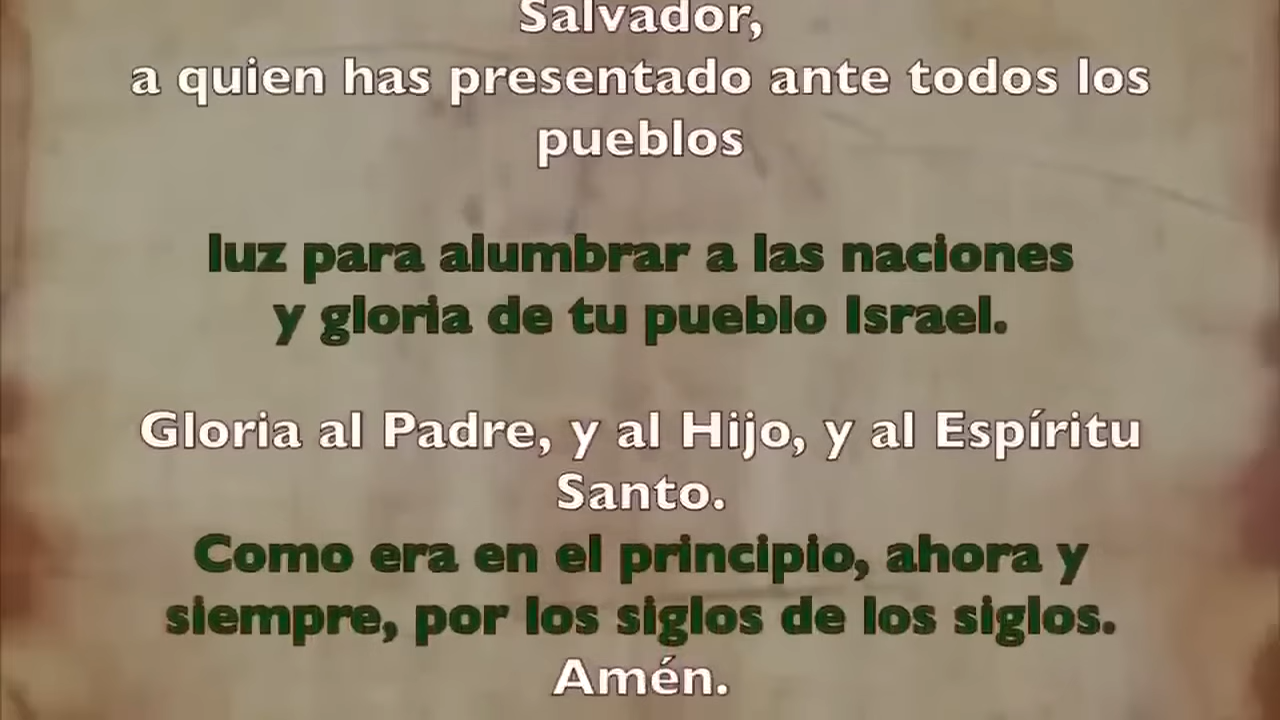 Salvador,
a quien has presentado ante todos los
pueblos
luz para alumbrar a las naciones
y gloria de tu pueblo Israel.
Gloria al Padre, y al Hijo, y al Espíritu
Santo.
Como era en el principio, ahora y
siempre, por los siglos de los siglos.
Amén.